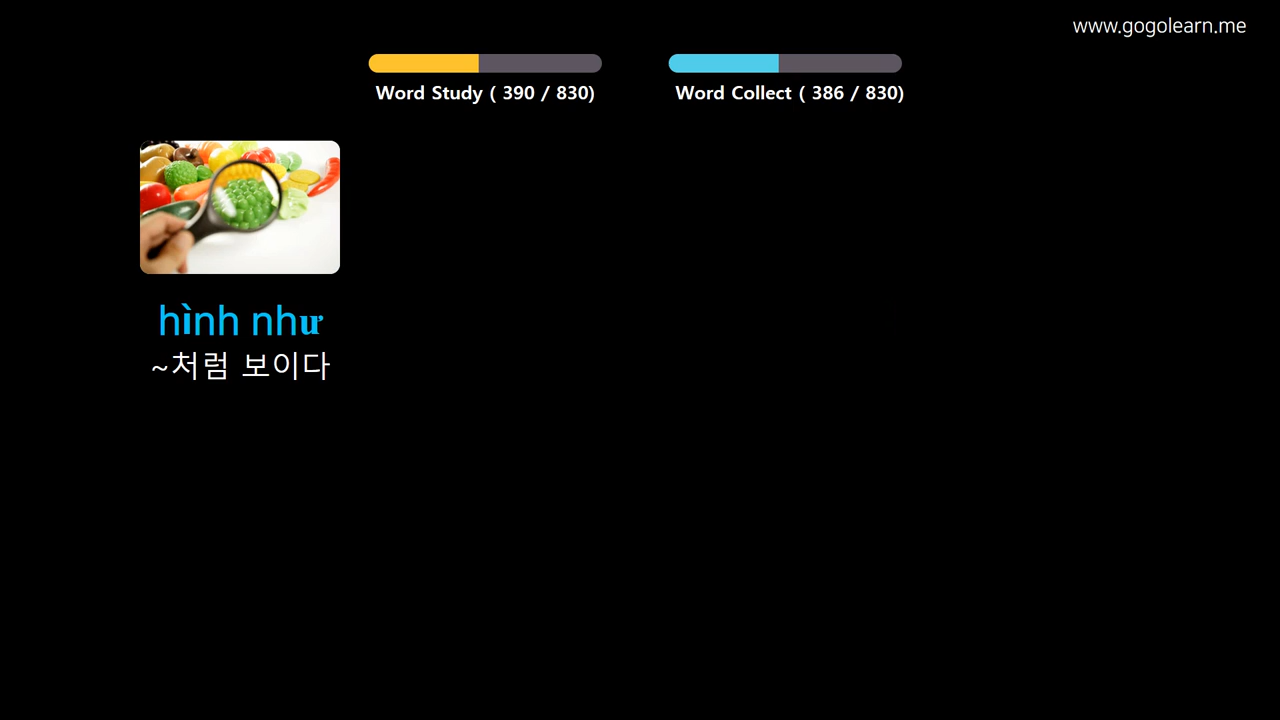 www.gogolearn.me
Word Study ( 390 / 830)
Word Collect ( 386 / 830)
hình như
~처럼 보이다